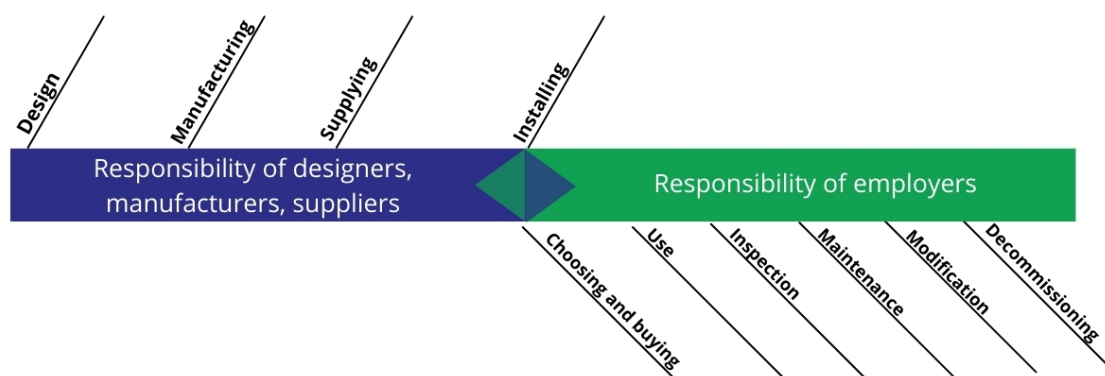 Design
Manufacturing
Supplying
Installing
Responsibility of designers,
manufacturers, suppliers
Responsibility of employers
Choosing and buying
Use
Inspection
Maintenance
Modification
Decommissioning